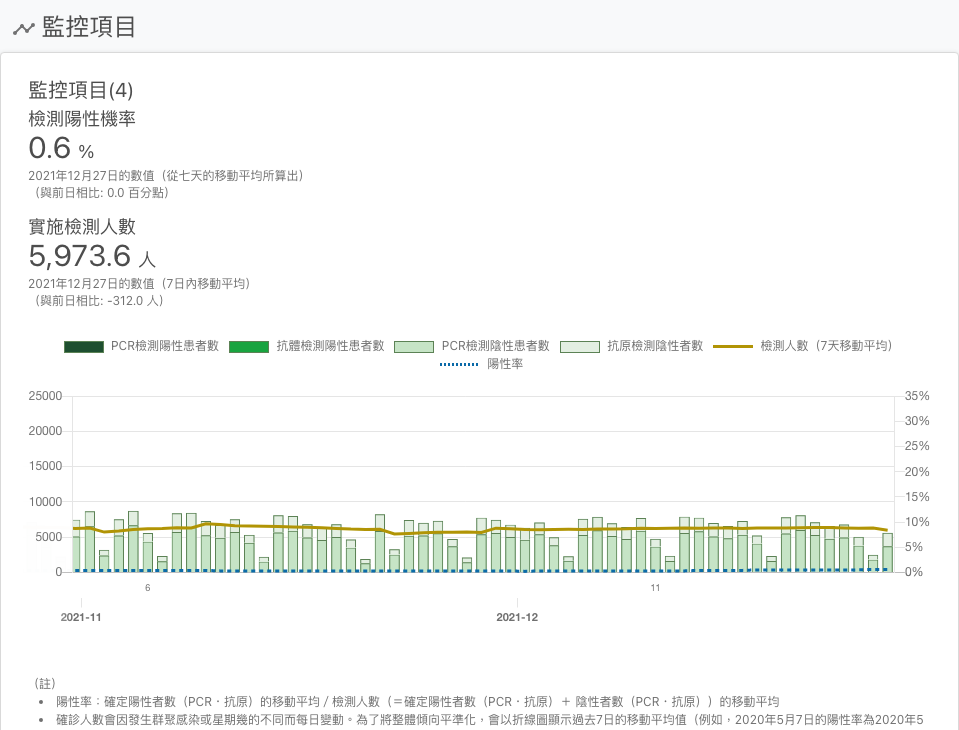 監控項目
監控項目(4)
檢測陽性機率
0.6 %
2021年12月27日的數值（從七天的移動平均所算出）
（與前日相比: 0.0 百分點）
實施檢測人數
5,973.6 人
2021年12月27日的數值（7日內移動平均）
（與前日相比: -312.0 人）
PCR檢測陽性患者數 抗體檢測陽性患者數 PCR檢測陰性患者數 抗原檢測陰性者數 檢測人數（7天移動平均）
陽性率
25000 35%
30%
20000
25%
15000 20%
15%
10000
10%
5000
5%
0 0%
6 11
2021-11 2021-12
（註）
• 陽性率：確定陽性者數（PCR・抗原）的移動平均 / 檢測人數（＝確定陽性者數（PCR・抗原）＋ 陰性者數（PCR・抗原））的移動平均
• 確診人數會因發生群聚感染或星期幾的不同而每日變動。為了將整體傾向平準化，會以折線圖顯示過去7日的移動平均值（例如，2020年5月7日的陽性率為2020年5